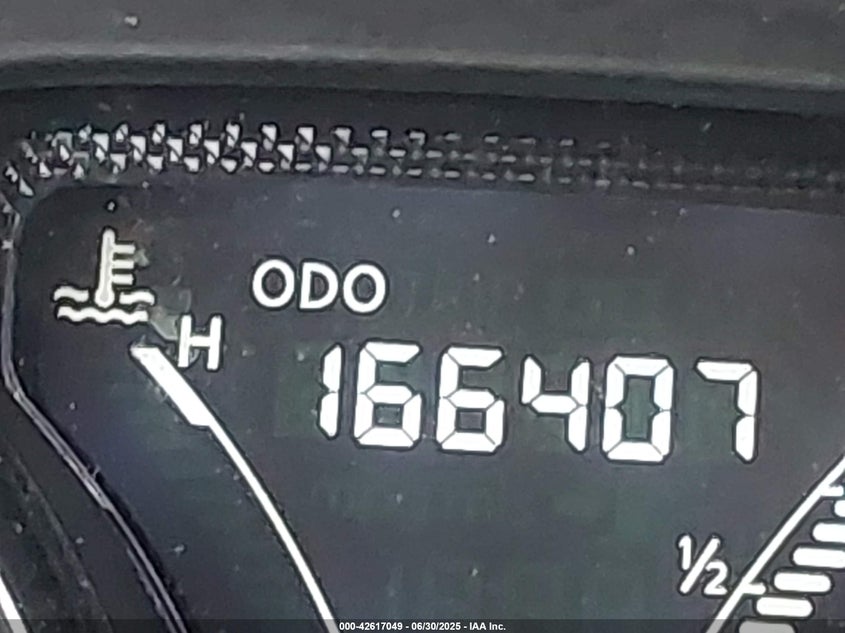 ODO
H
166407
1/2
000-42617049 - 06/30/2025 - IAA Inc.